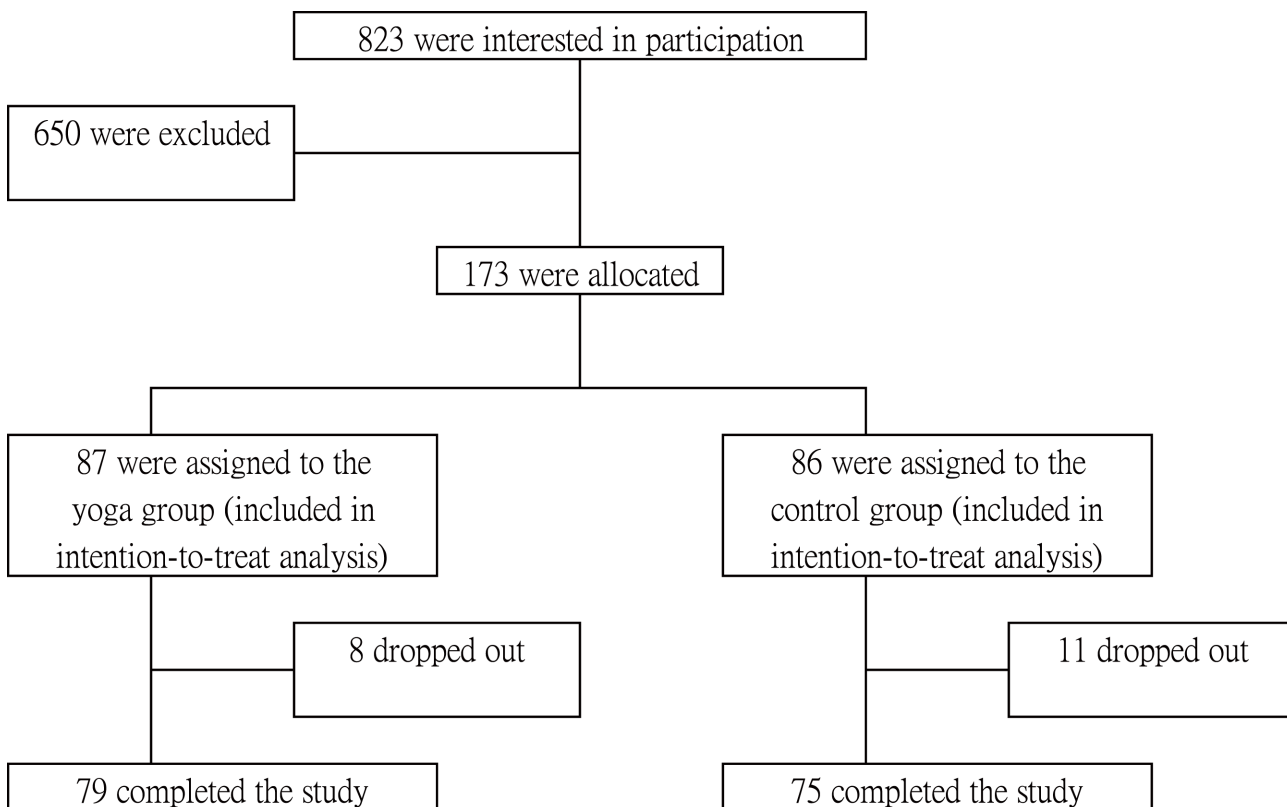 823 were interested in participation
650 were excluded
173 were allocated
87 were assigned to the
yoga group (included in
intention-to-treat analysis)
86 were assigned to the
control group (included in
intention-to-treat analysis)
8 dropped out
11 dropped out
79 completed the study
75 completed the study